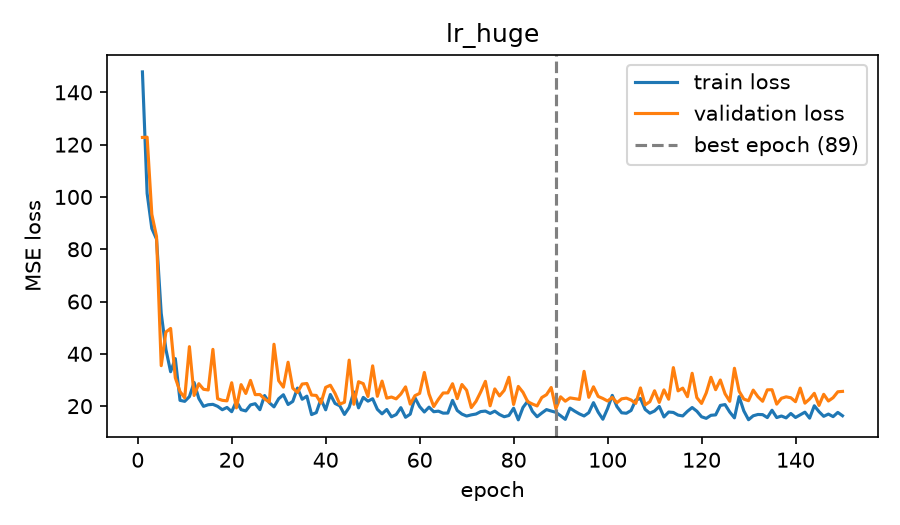 lr_huge
train loss
validation loss
best epoch (89)
MSE loss
140
120
100
80
60
40
20
0 20 40 60 80 100 120 140
epoch